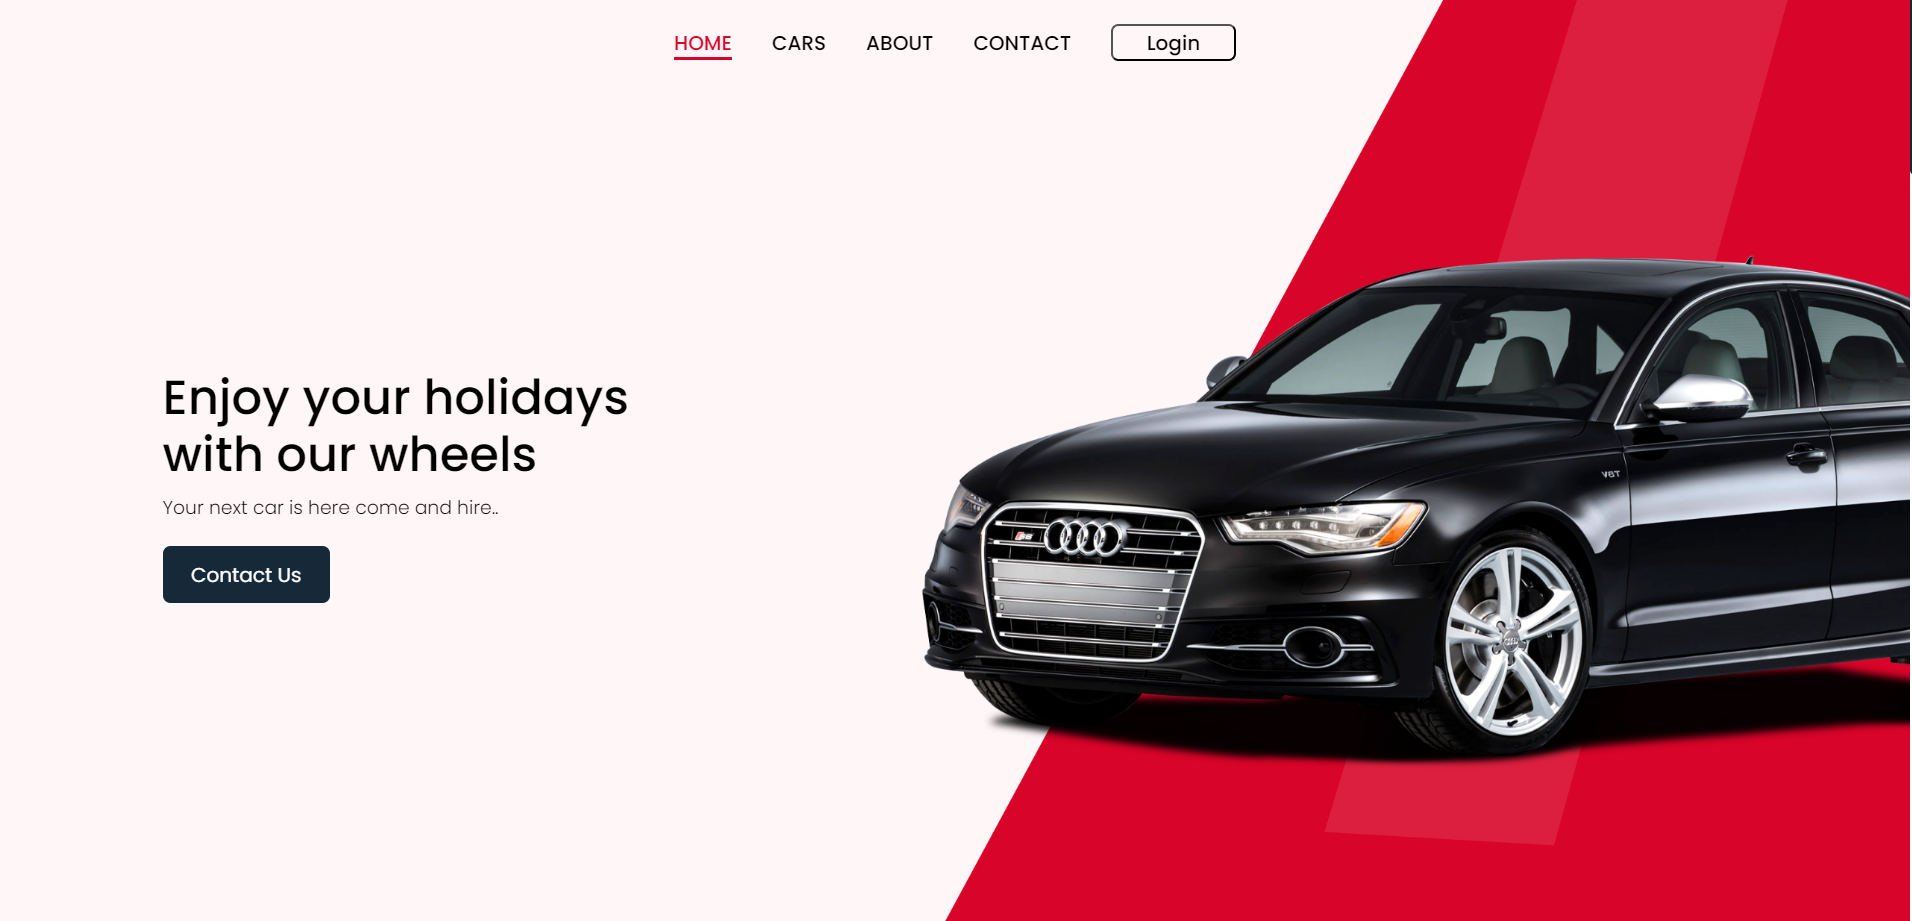 HOME CARS ABOUT CONTACT Login
Enjoy your holidays
with our wheels
Your next car is here come and hire..
Contact Us
V8T
S6